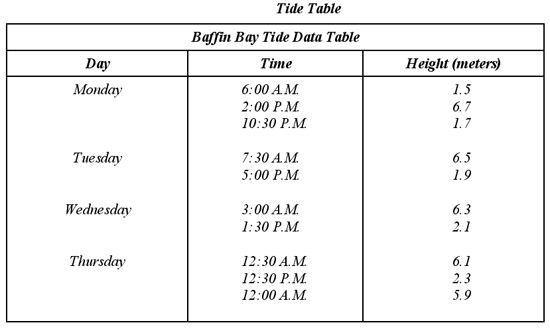 Tide Table
Baffin Bay Tide Data Table
Day Time Height (meters)
Monday 6:00 A.M. 1.5
2:00 P.M. 6.7
10:30 P.M. 1.7
Tuesday 7:30 A.M. 6.5
5:00 P.M. 1.9
Wednesday 3:00 A.M. 6.3
1:30 P.M. 2.1
Thursday 12:30 A.M. 6.1
12:30 P.M. 2.3
12:00 A.M. 5.9